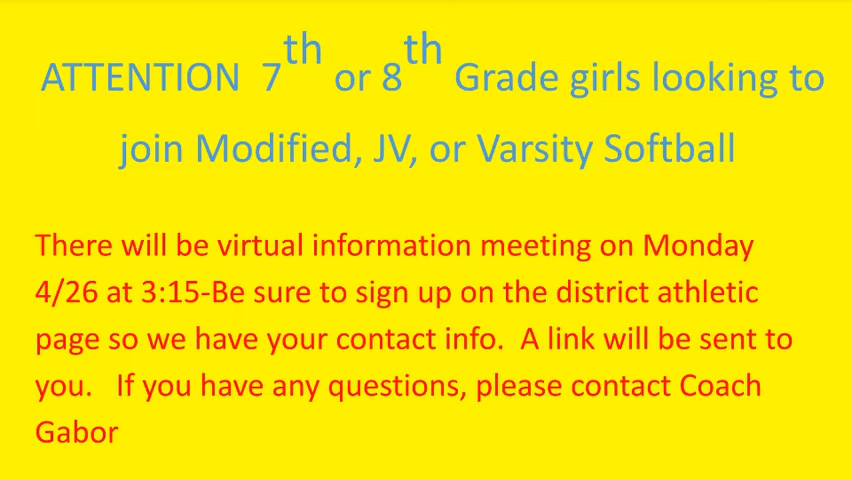 ATTENTION 7th or 8th Grade girls looking to
join Modified, JV, or Varsity Softball
There will be virtual information meeting on Monday
4/26 at 3:15-Be sure to sign up on the district athletic
page so we have your contact info.  A link will be sent to
you.   If you have any questions, please contact Coach
Gabor